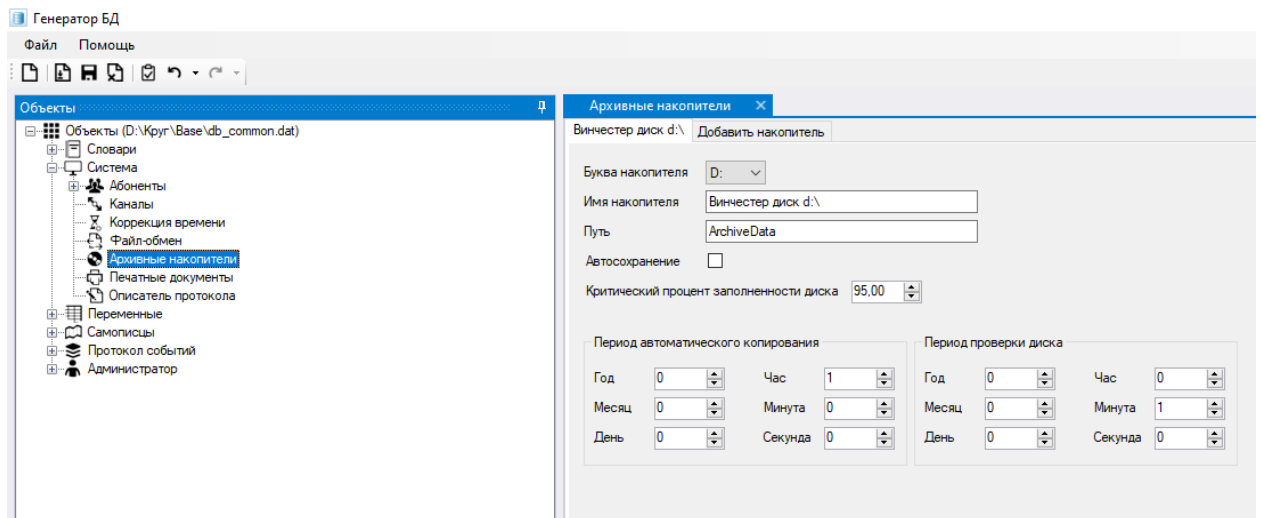 Генератор БД
Файл Помощь
Объекты
Объекты (D:\Круг\Base\db_common.dat)
Словари
Система
Абоненты
Каналы
Коррекция времени
Файл-обмен
Архивные накопители
Печатные документы
Описатель протокола
Переменные
Самописцы
Протокол событий
Администратор
Архивные накопители
Винчестер диск d:\ Добавить накопитель
Буква накопителя D:
Имя накопителя Винчестер диск d:\
Путь ArchiveData
Автосохранение
Критический процент заполненности диска 95,00
Период автоматического копирования
Год 0 Час 1
Месяц 0 Минута 0
День 0 Секунда 0
Период проверки диска
Год 0 Час 0
Месяц 0 Минута 1
День 0 Секунда 0